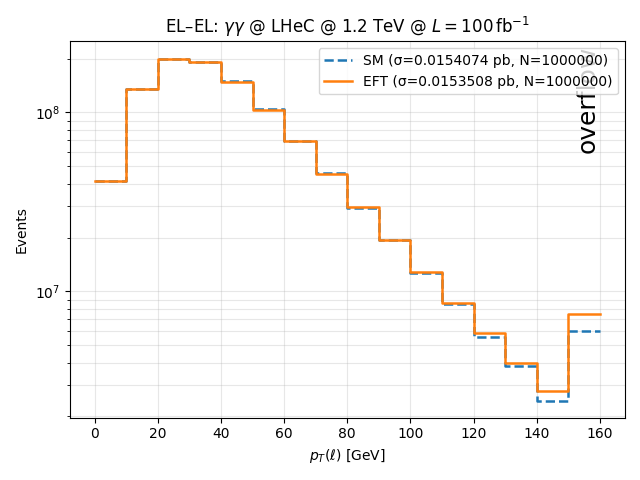 EL–EL: γγ @ LHeC @ 1.2 TeV @ L = 100 fb⁻¹
SM (σ=0.0154074 pb, N=1000000)
EFT (σ=0.0153508 pb, N=1000000)
overflow
Events
10⁸
10⁷
0 20 40 60 80 100 120 140 160
p_T(ℓ) [GeV]